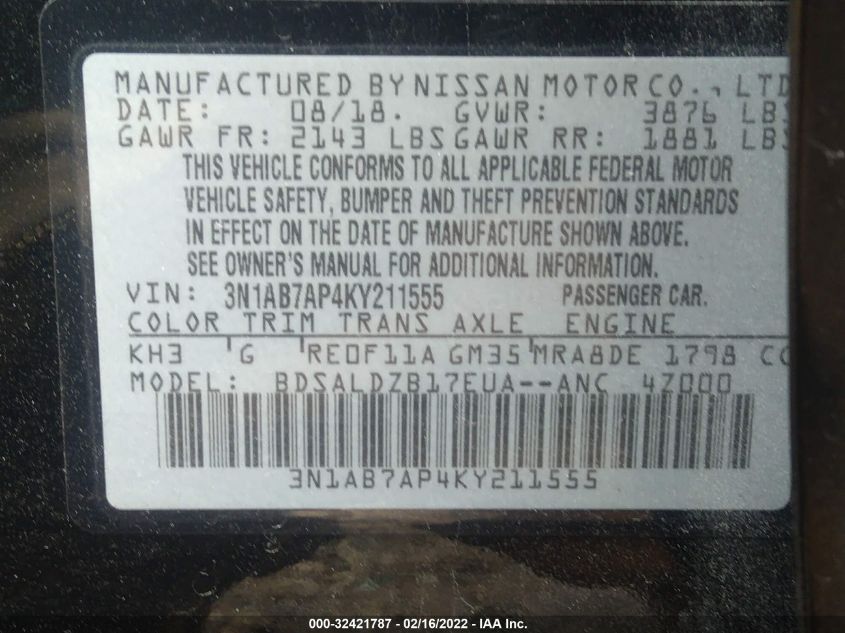 MANUFACTURED BY NISSAN MOTOR CO., LTD
DATE: 08/18. GVWR: 3876 LBS
GAWR FR: 2143 LBS GAWR RR: 1881 LBS
THIS VEHICLE CONFORMS TO ALL APPLICABLE FEDERAL MOTOR
VEHICLE SAFETY, BUMPER AND THEFT PREVENTION STANDARDS
IN EFFECT ON THE DATE OF MANUFACTURE SHOWN ABOVE.
SEE OWNER'S MANUAL FOR ADDITIONAL INFORMATION.
VIN: 3N1AB7AP4KY211555 PASSENGER CAR.
COLOR TRIM TRANS AXLE ENGINE
KH3 G RE0F11A GM35 MRA8DE 1798 CC
MODEL: BDSALDZB17EUA--ANC 4Z000
3N1AB7AP4KY211555
000-32421787 - 02/16/2022 - IAA Inc.